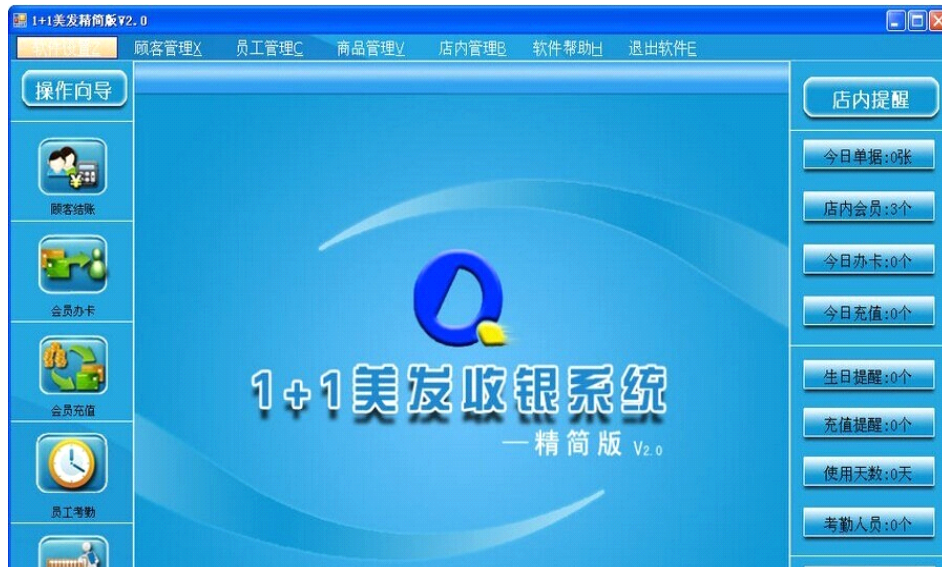 1+1美发精简版V2.0
软件设置Z 顾客管理X 员工管理C 商品管理V 店内管理B 软件帮助H 退出软件E
操作向导
顾客结账
会员办卡
会员充值
员工考勤
1+1美发收银系统
—精简版 V2.0
店内提醒
今日单据:0张
店内会员:3个
今日办卡:0个
今日充值:0个
生日提醒:0个
充值提醒:0个
使用天数:0天
考勤人员:0个